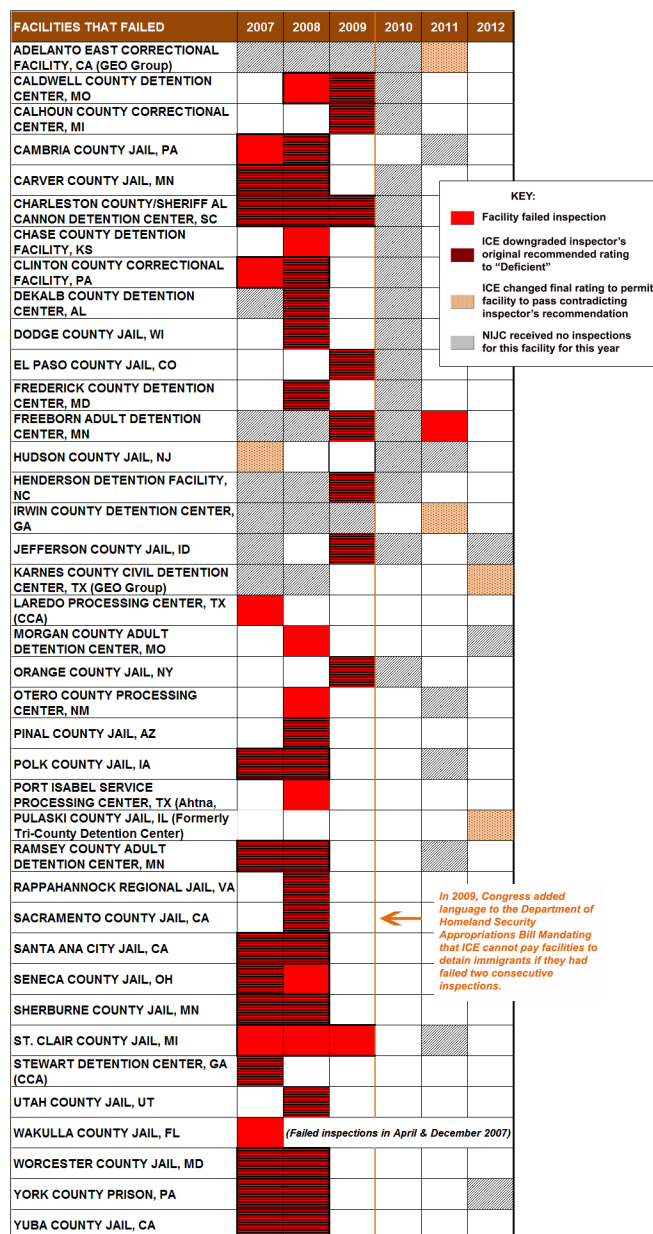 FACILITIES THAT FAILED 2007 2008 2009 2010 2011 2012
ADELANTO EAST CORRECTIONAL
FACILITY, CA (GEO Group)
CALDWELL COUNTY DETENTION
CENTER, MO
CALHOUN COUNTY CORRECTIONAL
CENTER, MI
CAMBRIA COUNTY JAIL, PA
CARVER COUNTY JAIL, MN
CHARLESTON COUNTY/SHERIFF AL
CANNON DETENTION CENTER, SC
CHASE COUNTY DETENTION
FACILITY, KS
CLINTON COUNTY CORRECTIONAL
FACILITY, PA
DEKALB COUNTY DETENTION
CENTER, AL
DODGE COUNTY JAIL, WI
EL PASO COUNTY JAIL, CO
FREDERICK COUNTY DETENTION
CENTER, MD
FREEBORN ADULT DETENTION
CENTER, MN
HUDSON COUNTY JAIL, NJ
HENDERSON DETENTION FACILITY,
NC
IRWIN COUNTY DETENTION CENTER,
GA
JEFFERSON COUNTY JAIL, ID
KARNES COUNTY CIVIL DETENTION
CENTER, TX (GEO Group)
LAREDO PROCESSING CENTER, TX
(CCA)
MORGAN COUNTY ADULT
DETENTION CENTER, MO
ORANGE COUNTY JAIL, NY
OTERO COUNTY PROCESSING
CENTER, NM
PINAL COUNTY JAIL, AZ
POLK COUNTY JAIL, IA
PORT ISABEL SERVICE
PROCESSING CENTER, TX (Ahtna,
PULASKI COUNTY JAIL, IL (Formerly
Tri-County Detention Center)
RAMSEY COUNTY ADULT
DETENTION CENTER, MN
RAPPAHANNOCK REGIONAL JAIL, VA
SACRAMENTO COUNTY JAIL, CA
SANTA ANA CITY JAIL, CA
SENECA COUNTY JAIL, OH
SHERBURNE COUNTY JAIL, MN
ST. CLAIR COUNTY JAIL, MI
STEWART DETENTION CENTER, GA
(CCA)
UTAH COUNTY JAIL, UT
WAKULLA COUNTY JAIL, FL (Failed inspections in April & December 2007)
WORCESTER COUNTY JAIL, MD
YORK COUNTY PRISON, PA
YUBA COUNTY JAIL, CA
KEY:
Facility failed inspection
ICE downgraded inspector's
original recommended rating
to "Deficient"
ICE changed final rating to permit
facility to pass contradicting
inspector's recommendation
NIJC received no inspections
for this facility for this year
In 2009, Congress added
language to the Department of
Homeland Security
Appropriations Bill Mandating
that ICE cannot pay facilities to
detain immigrants if they had
failed two consecutive
inspections.